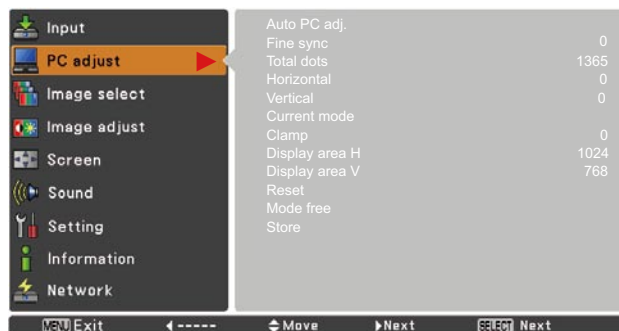 Input
PC adjust
Image select
Image adjust
Screen
Sound
Setting
Information
Network
Auto PC adj.
Fine sync 0
Total dots 1365
Horizontal 0
Vertical 0
Current mode
Clamp 0
Display area H 1024
Display area V 768
Reset
Mode free
Store
MENU Exit ◀ ----- ◆ Move ▶ Next SELECT Next